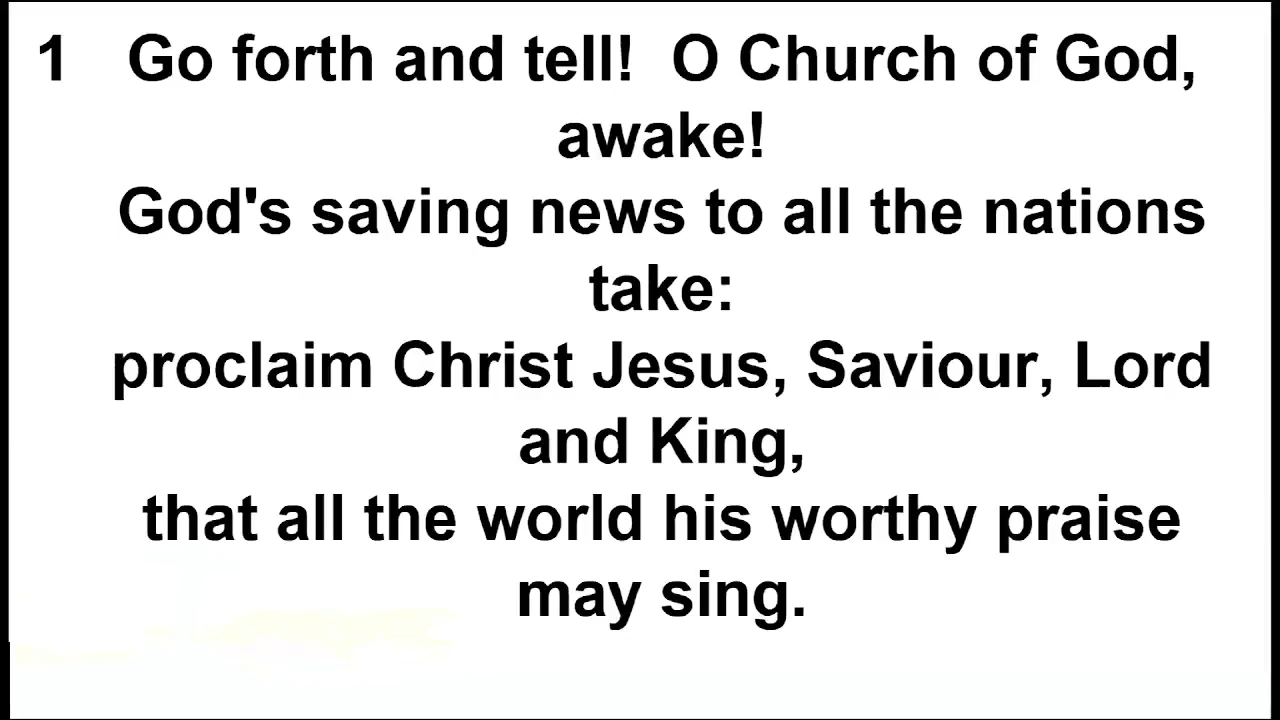 1 Go forth and tell!  O Church of God,
awake!
God's saving news to all the nations
take:
proclaim Christ Jesus, Saviour, Lord
and King,
that all the world his worthy praise
may sing.